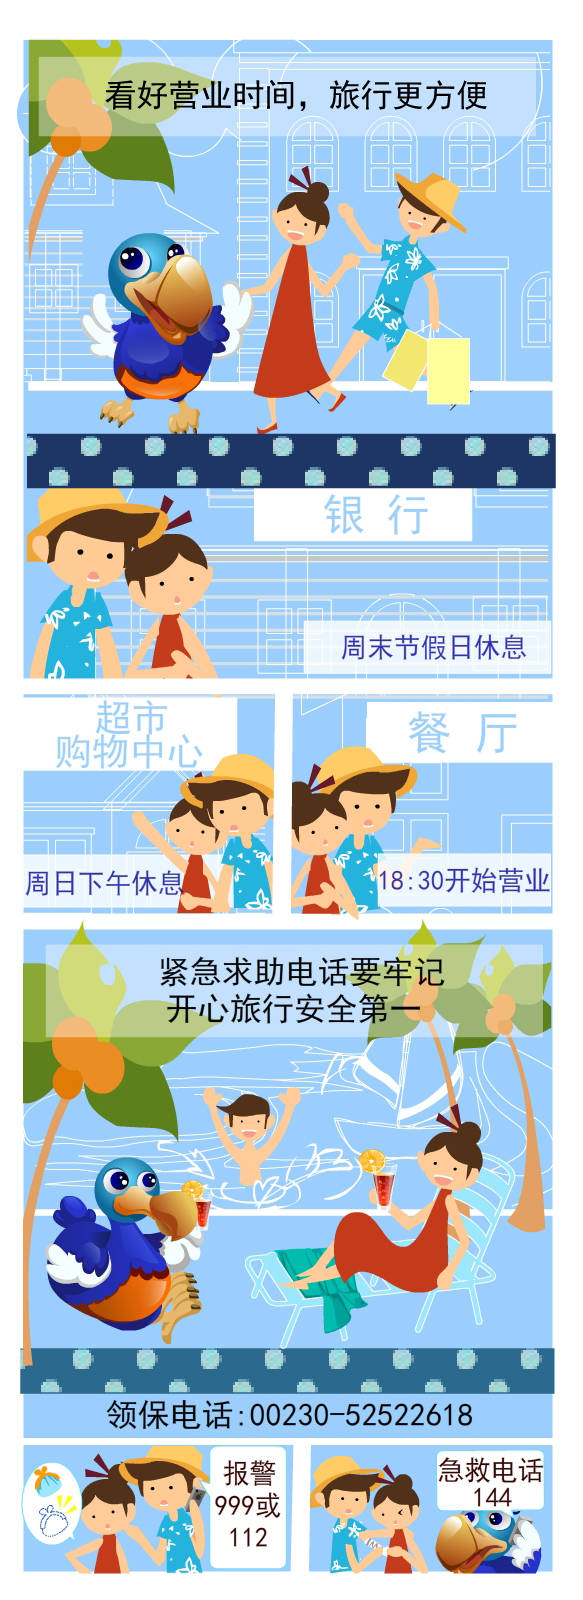 看好营业时间，旅行更方便
银 行
周末节假日休息
超市
购物中心
周日下午休息
餐 厅
18:30开始营业
紧急求助电话要牢记
开心旅行安全第一
领保电话:00230-52522618
报警
999或
112
急救电话
144